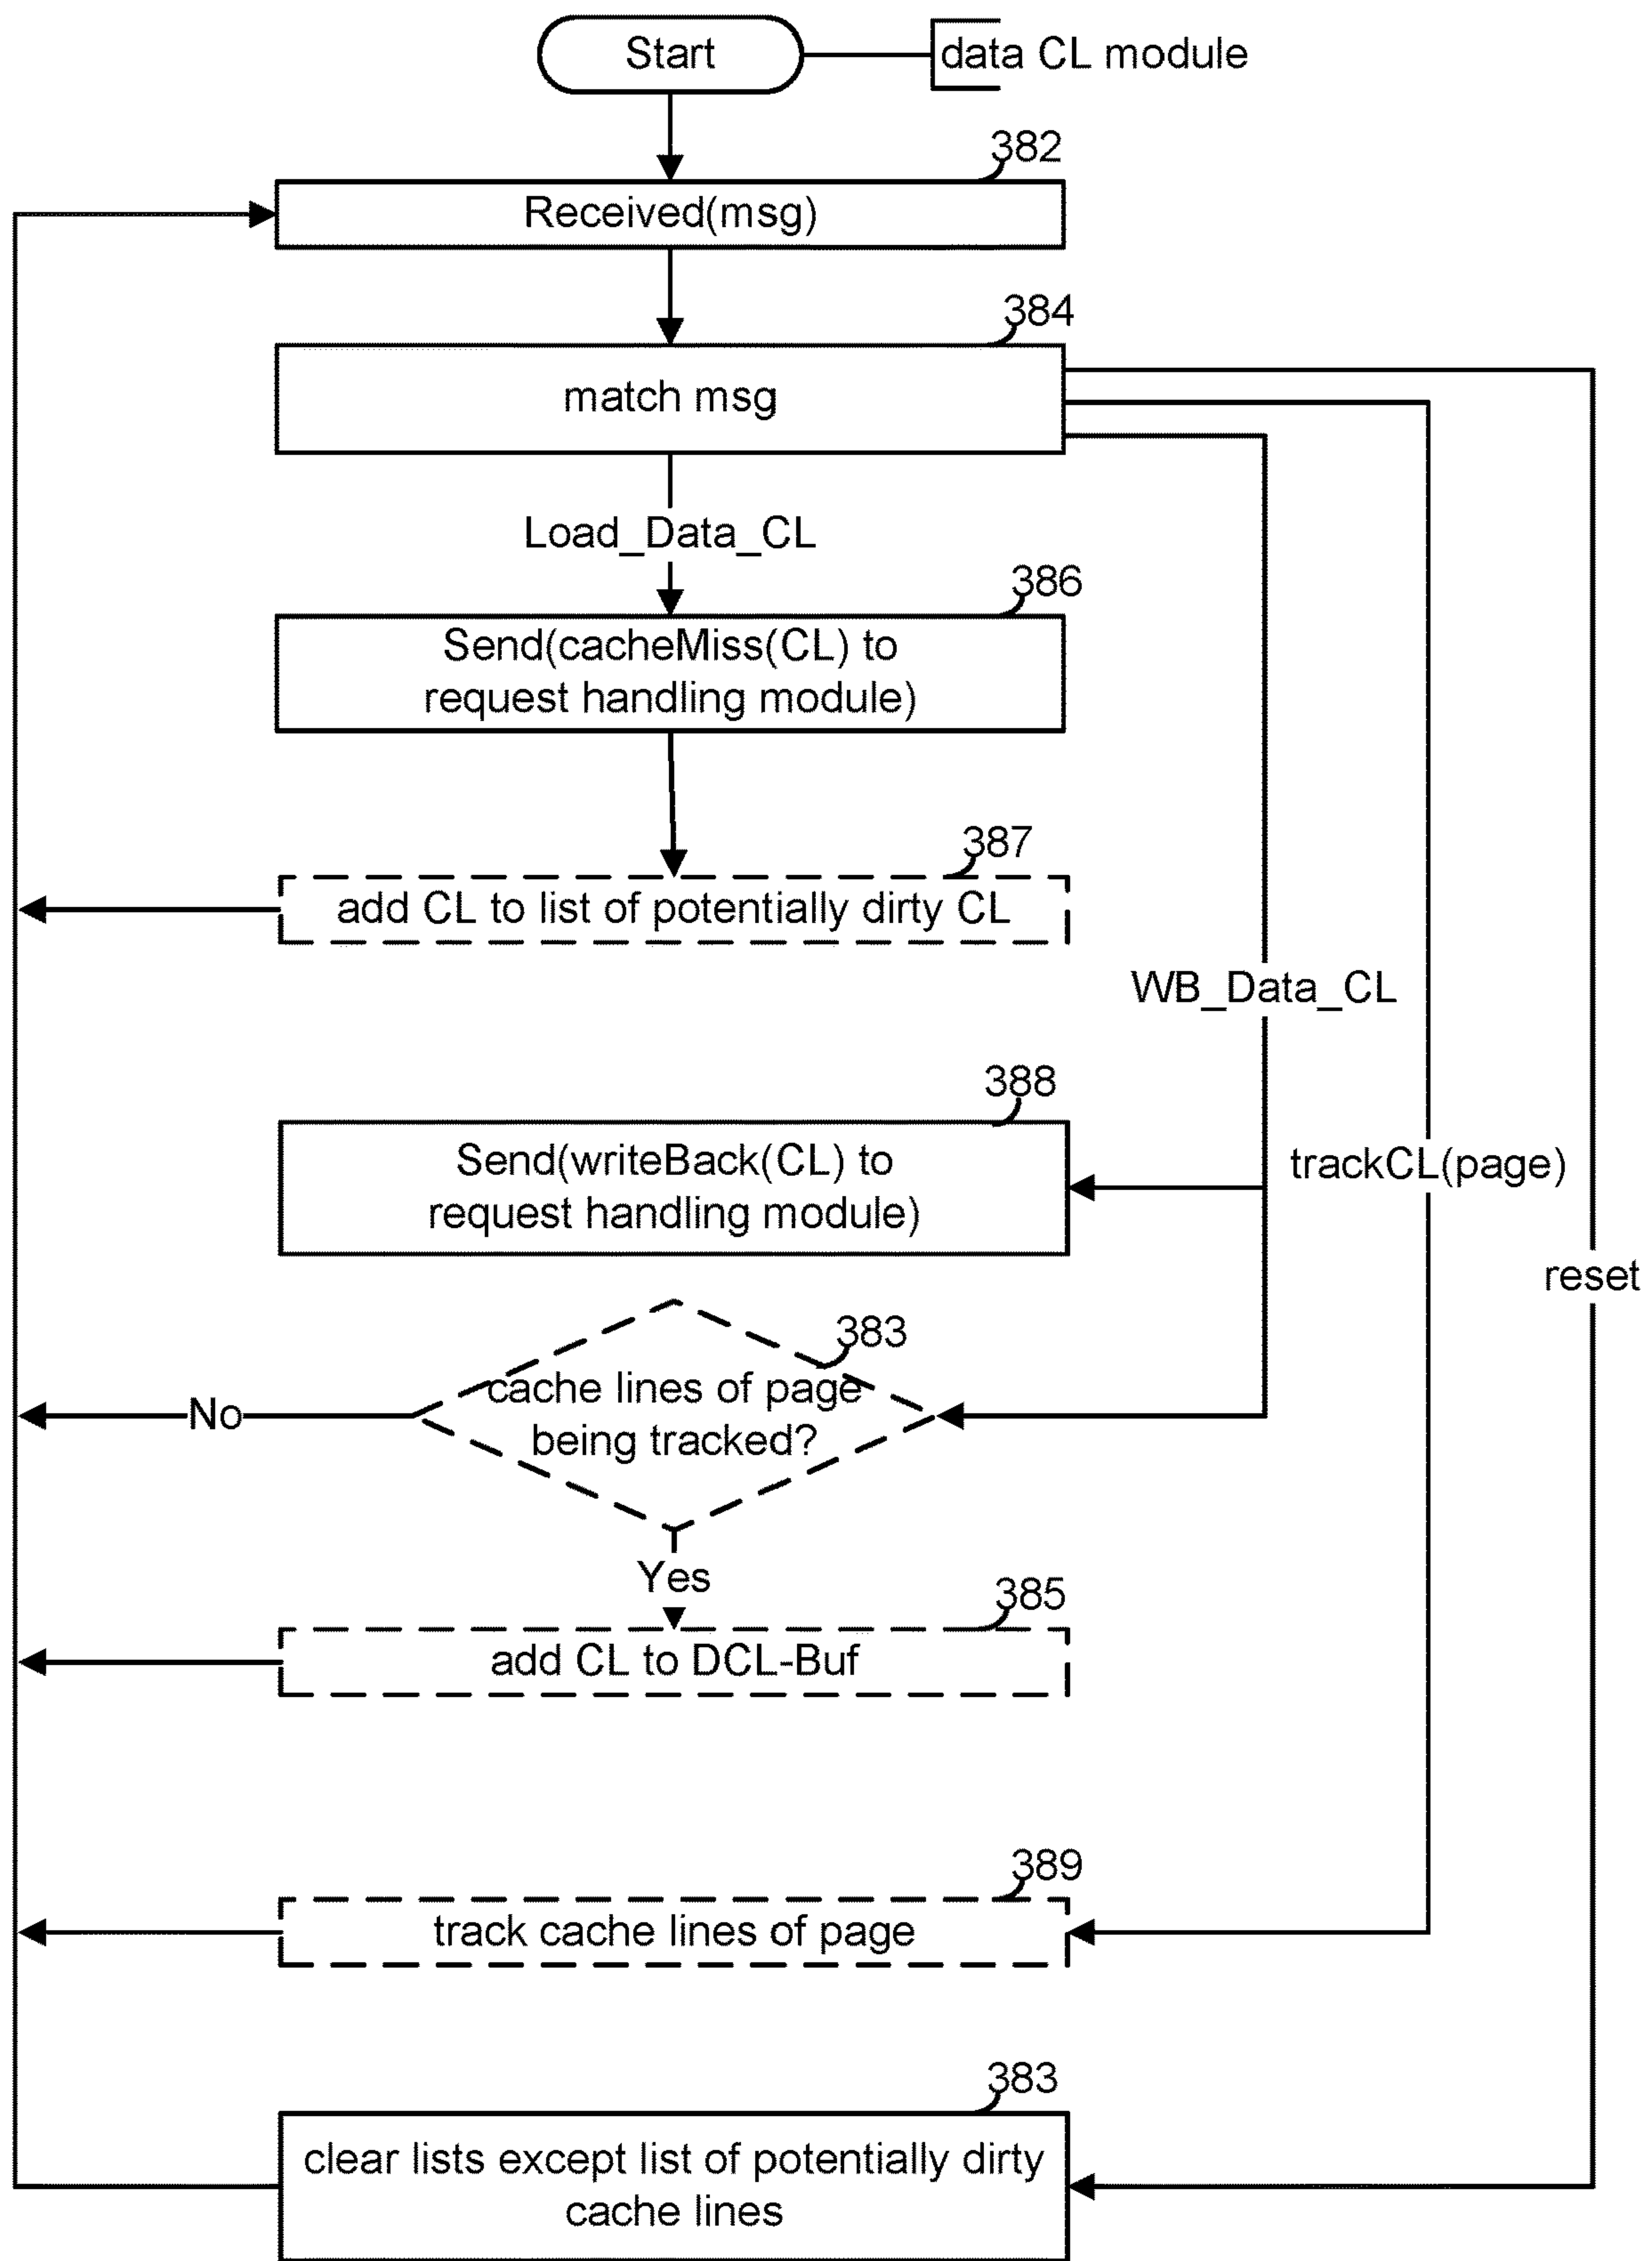 Start
data CL module
382
Received(msg)
384
match msg
Load_Data_CL
386
Send(cacheMiss(CL) to
request handling module)
387
add CL to list of potentially dirty CL
WB_Data_CL
388
Send(writeBack(CL) to
request handling module)
trackCL(page)
reset
383
cache lines of page
being tracked?
No
Yes
385
add CL to DCL-Buf
389
track cache lines of page
383
clear lists except list of potentially dirty
cache lines